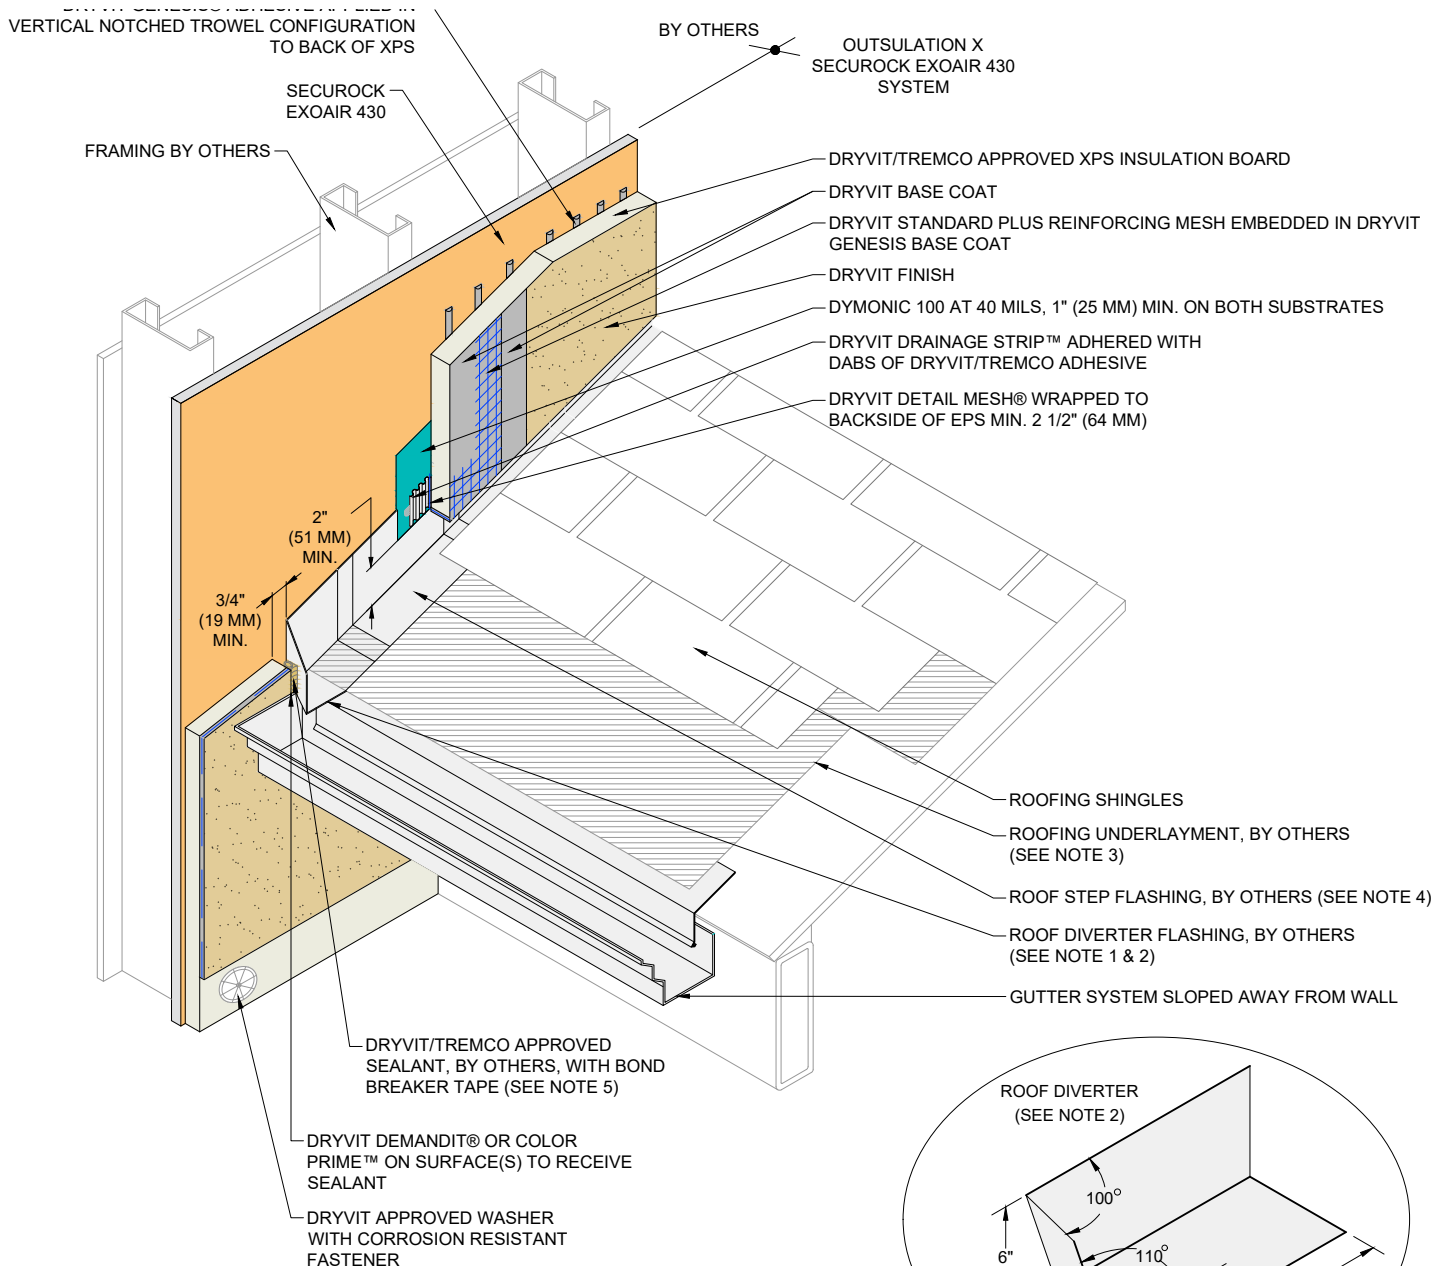 VERTICAL NOTCHED TROWEL CONFIGURATION
TO BACK OF XPS
BY OTHERS
OUTSULATION X
SECUROCK EXOAIR 430
SYSTEM
SECUROCK
EXOAIR 430
FRAMING BY OTHERS
DRYVIT/TREMCO APPROVED XPS INSULATION BOARD
DRYVIT BASE COAT
DRYVIT STANDARD PLUS REINFORCING MESH EMBEDDED IN DRYVIT
GENESIS BASE COAT
DRYVIT FINISH
DYMONIC 100 AT 40 MILS, 1" (25 MM) MIN. ON BOTH SUBSTRATES
DRYVIT DRAINAGE STRIP™ ADHERED WITH
DABS OF DRYVIT/TREMCO ADHESIVE
DRYVIT DETAIL MESH® WRAPPED TO
BACKSIDE OF EPS MIN. 2 1/2" (64 MM)
2"
(51 MM)
MIN.
3/4"
(19 MM)
MIN.
ROOFING SHINGLES
ROOFING UNDERLAYMENT, BY OTHERS
(SEE NOTE 3)
ROOF STEP FLASHING, BY OTHERS (SEE NOTE 4)
ROOF DIVERTER FLASHING, BY OTHERS
(SEE NOTE 1 & 2)
GUTTER SYSTEM SLOPED AWAY FROM WALL
DRYVIT/TREMCO APPROVED
SEALANT, BY OTHERS, WITH BOND
BREAKER TAPE (SEE NOTE 5)
DRYVIT DEMANDIT® OR COLOR
PRIME™ ON SURFACE(S) TO RECEIVE
SEALANT
DRYVIT APPROVED WASHER
WITH CORROSION RESISTANT
FASTENER
ROOF DIVERTER
(SEE NOTE 2)
100°
6"
110°